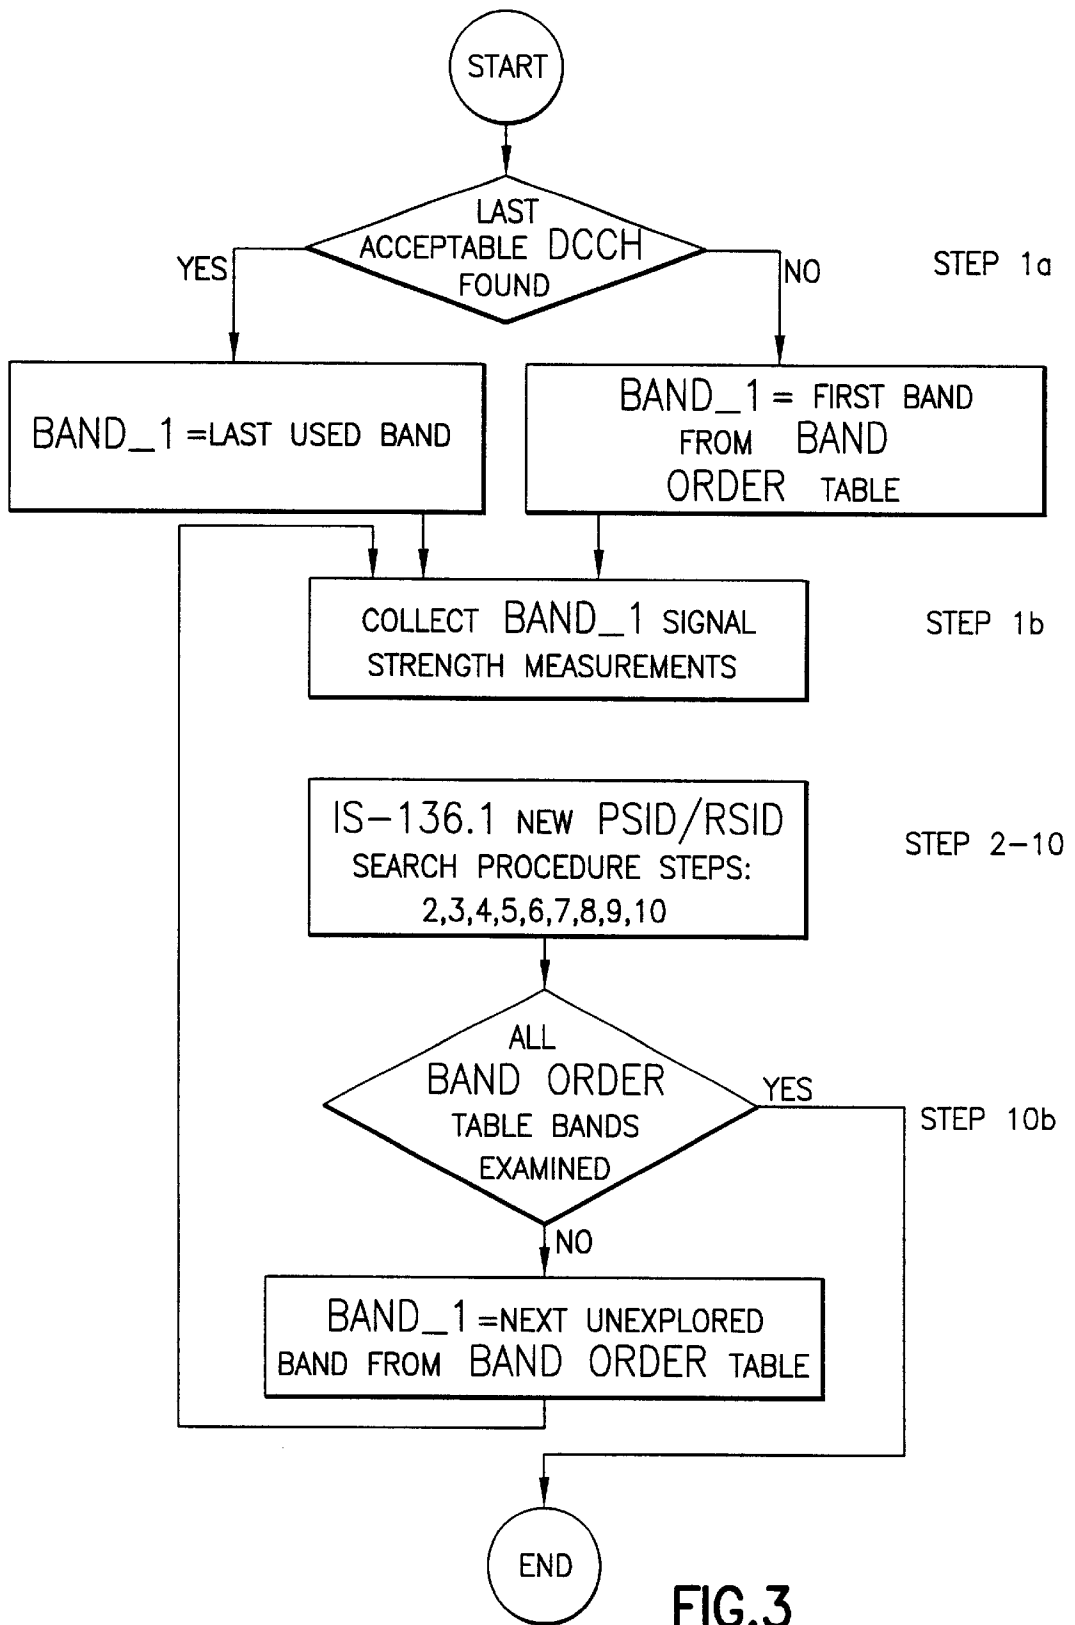 START
LAST
ACCEPTABLE DCCH
FOUND
YES
NO
STEP 1a
BAND_1 =LAST USED BAND
BAND_1 = FIRST BAND
FROM BAND
ORDER TABLE
COLLECT BAND_1 SIGNAL
STRENGTH MEASUREMENTS
STEP 1b
IS-136.1 NEW PSID/RSID
SEARCH PROCEDURE STEPS:
2,3,4,5,6,7,8,9,10
STEP 2-10
ALL
BAND ORDER
TABLE BANDS
EXAMINED
YES
STEP 10b
NO
BAND_1 =NEXT UNEXPLORED
BAND FROM BAND ORDER TABLE
END
FIG.3